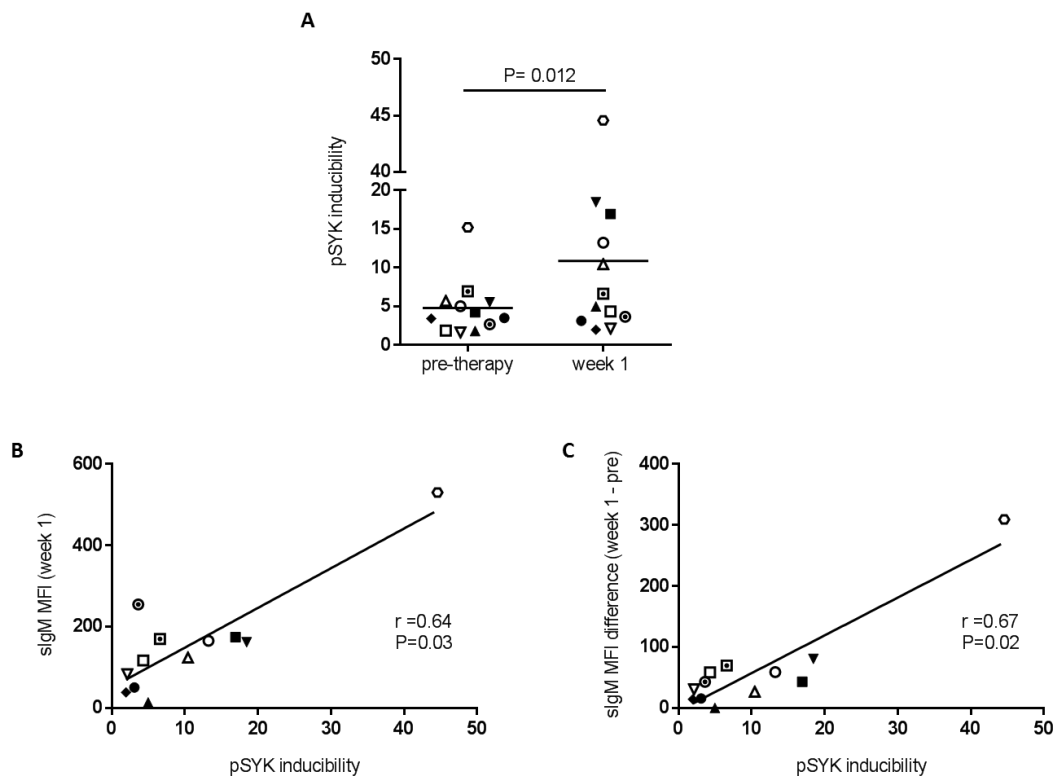 A
50
P= 0.012
45
40
20
15
10
5
0
pSYK inducibility
pre-therapy
week 1
B
600
400
200
0
sIgM MFI (week 1)
r =0.64
P=0.03
0
10
20
30
40
50
pSYK inducibility
C
400
300
200
100
0
sIgM MFI difference (week 1 - pre)
r =0.67
P=0.02
0
10
20
30
40
50
pSYK inducibility